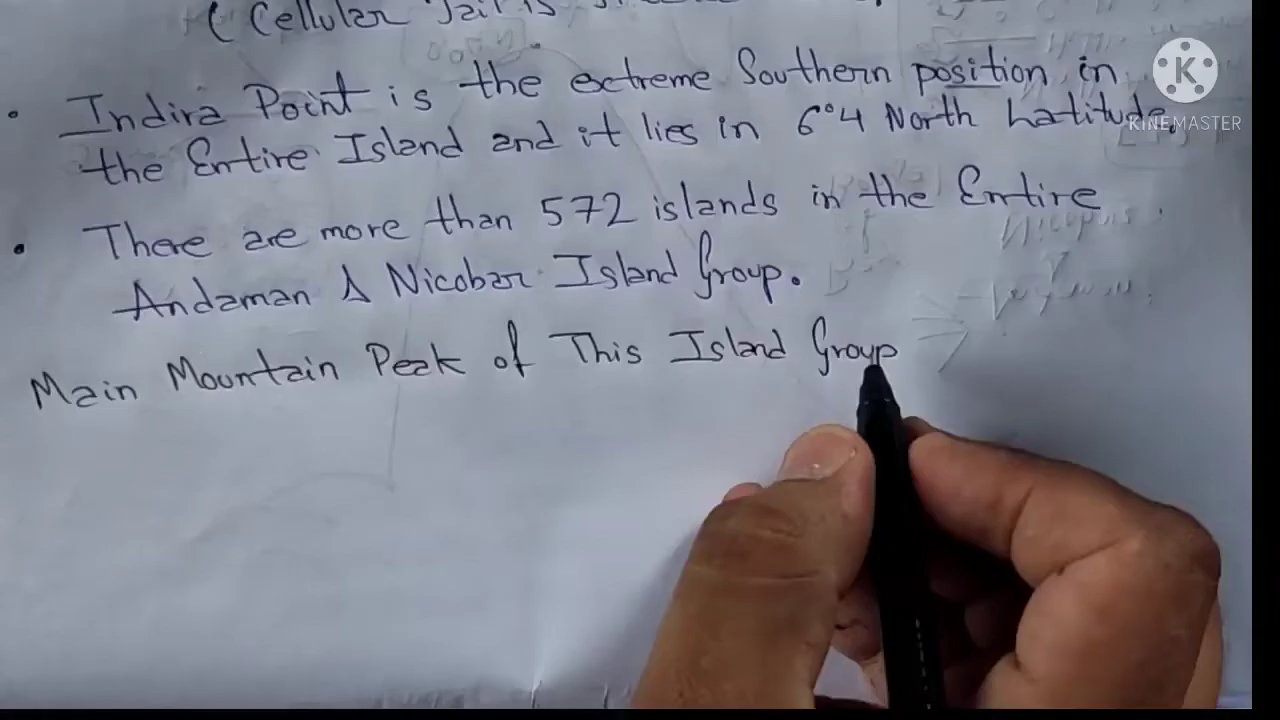 ( Cellular Jail is
• Indira Point is the extreme Southern position in
the Entire Island and it lies in 6°4 North Latitude.
• There are more than 572 islands in the Entire
Andaman & Nicobar Island Group.
Main Mountain Peak of This Island Group
K
KINEMASTER